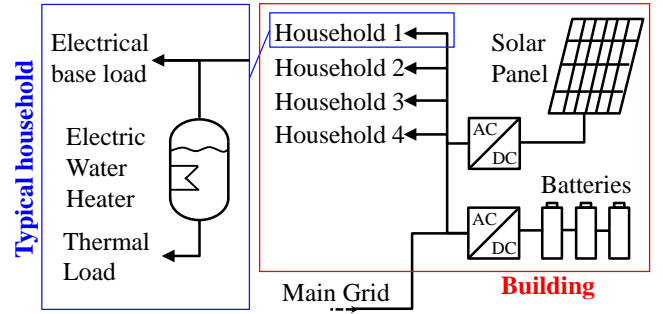 Typical household
Electrical
base load
Electric
Water
Heater
Thermal
Load
Household 1
Household 2
Household 3
Household 4
Solar
Panel
AC
DC
Batteries
AC
DC
Building
Main Grid